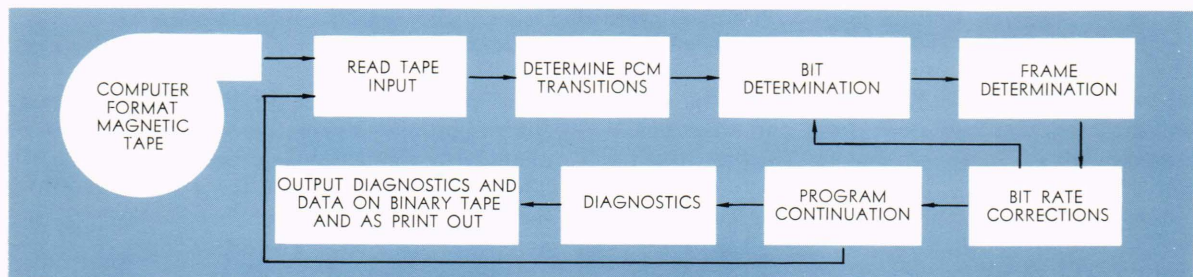 COMPUTER
FORMAT
MAGNETIC
TAPE
READ TAPE
INPUT
DETERMINE PCM
TRANSITIONS
BIT
DETERMINATION
FRAME
DETERMINATION
BIT RATE
CORRECTIONS
PROGRAM
CONTINUATION
DIAGNOSTICS
OUTPUT DIAGNOSTICS AND
DATA ON BINARY TAPE
AND AS PRINT OUT